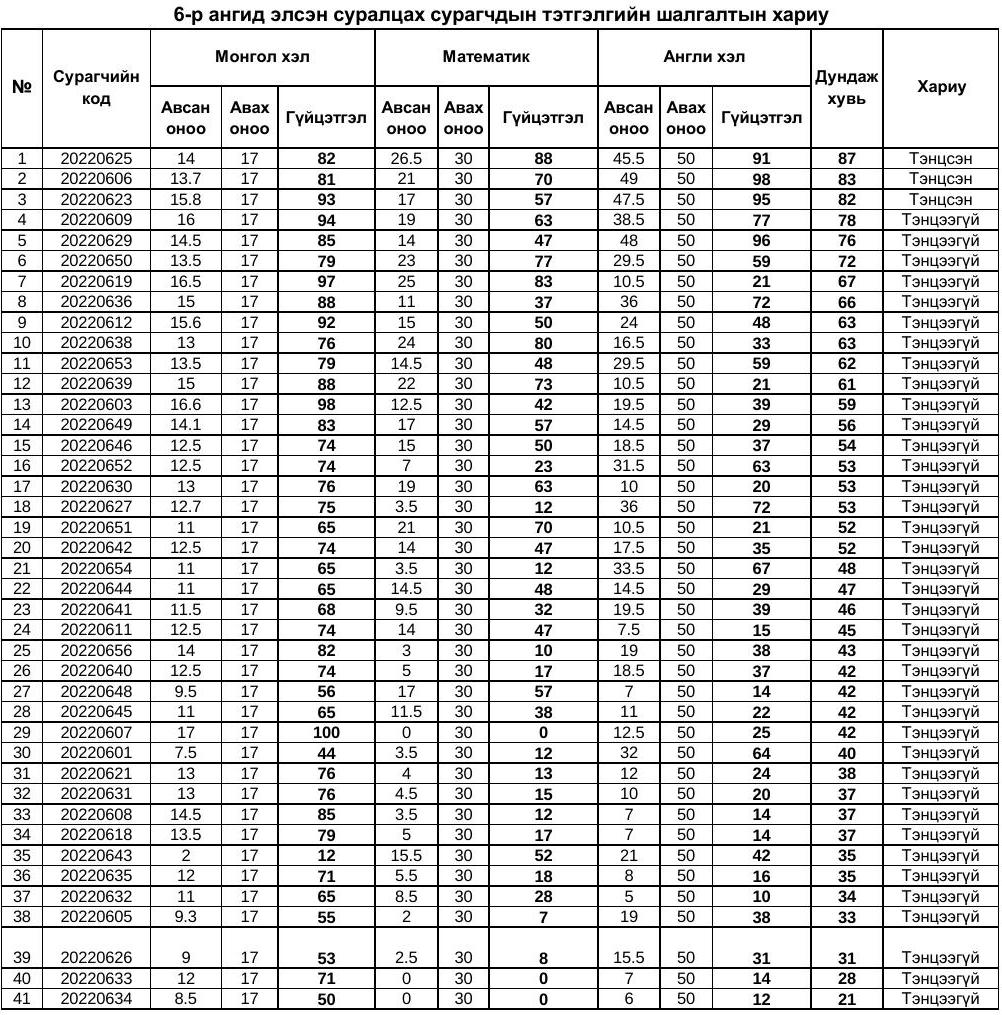 6-р ангид элсэн суралцах сурагчдын тэтгэлгийн шалгалтын хариу
№ Сурагчийн код Монгол хэл Математик Англи хэл Дундаж хувь Хариу
Авсан оноо Авах оноо Гүйцэтгэл Авсан оноо Авах оноо Гүйцэтгэл Авсан оноо Авах оноо Гүйцэтгэл
1 20220625 14 17 82 26.5 30 88 45.5 50 91 87 Тэнцсэн
2 20220606 13.7 17 81 21 30 70 49 50 98 83 Тэнцсэн
3 20220623 15.8 17 93 17 30 57 47.5 50 95 82 Тэнцсэн
4 20220609 16 17 94 19 30 63 38.5 50 77 78 Тэнцээгүй
5 20220629 14.5 17 85 14 30 47 48 50 96 76 Тэнцээгүй
6 20220650 13.5 17 79 23 30 77 29.5 50 59 72 Тэнцээгүй
7 20220619 16.5 17 97 25 30 83 10.5 50 21 67 Тэнцээгүй
8 20220636 15 17 88 11 30 37 36 50 72 66 Тэнцээгүй
9 20220612 15.6 17 92 15 30 50 24 50 48 63 Тэнцээгүй
10 20220638 13 17 76 24 30 80 16.5 50 33 63 Тэнцээгүй
11 20220653 13.5 17 79 14.5 30 48 29.5 50 59 62 Тэнцээгүй
12 20220639 15 17 88 22 30 73 10.5 50 21 61 Тэнцээгүй
13 20220603 16.6 17 98 12.5 30 42 19.5 50 39 59 Тэнцээгүй
14 20220649 14.1 17 83 17 30 57 14.5 50 29 56 Тэнцээгүй
15 20220646 12.5 17 74 15 30 50 18.5 50 37 54 Тэнцээгүй
16 20220652 12.5 17 74 7 30 23 31.5 50 63 53 Тэнцээгүй
17 20220630 13 17 76 19 30 63 10 50 20 53 Тэнцээгүй
18 20220627 12.7 17 75 3.5 30 12 36 50 72 53 Тэнцээгүй
19 20220651 11 17 65 21 30 70 10.5 50 21 52 Тэнцээгүй
20 20220642 12.5 17 74 14 30 47 17.5 50 35 52 Тэнцээгүй
21 20220654 11 17 65 3.5 30 12 33.5 50 67 48 Тэнцээгүй
22 20220644 11 17 65 14.5 30 48 14.5 50 29 47 Тэнцээгүй
23 20220641 11.5 17 68 9.5 30 32 19.5 50 39 46 Тэнцээгүй
24 20220611 12.5 17 74 14 30 47 7.5 50 15 45 Тэнцээгүй
25 20220656 14 17 82 3 30 10 19 50 38 43 Тэнцээгүй
26 20220640 12.5 17 74 5 30 17 18.5 50 37 42 Тэнцээгүй
27 20220648 9.5 17 56 17 30 57 7 50 14 42 Тэнцээгүй
28 20220645 11 17 65 11.5 30 38 11 50 22 42 Тэнцээгүй
29 20220607 17 17 100 0 30 0 12.5 50 25 42 Тэнцээгүй
30 20220601 7.5 17 44 3.5 30 12 32 50 64 40 Тэнцээгүй
31 20220621 13 17 76 4 30 13 12 50 24 38 Тэнцээгүй
32 20220631 13 17 76 4.5 30 15 10 50 20 37 Тэнцээгүй
33 20220608 14.5 17 85 3.5 30 12 7 50 14 37 Тэнцээгүй
34 20220618 13.5 17 79 5 30 17 7 50 14 37 Тэнцээгүй
35 20220643 2 17 12 15.5 30 52 21 50 42 35 Тэнцээгүй
36 20220635 12 17 71 5.5 30 18 8 50 16 35 Тэнцээгүй
37 20220632 11 17 65 8.5 30 28 5 50 10 34 Тэнцээгүй
38 20220605 9.3 17 55 2 30 7 19 50 38 33 Тэнцээгүй
39 20220626 9 17 53 2.5 30 8 15.5 50 31 31 Тэнцээгүй
40 20220633 12 17 71 0 30 0 7 50 14 28 Тэнцээгүй
41 20220634 8.5 17 50 0 30 0 6 50 12 21 Тэнцээгүй